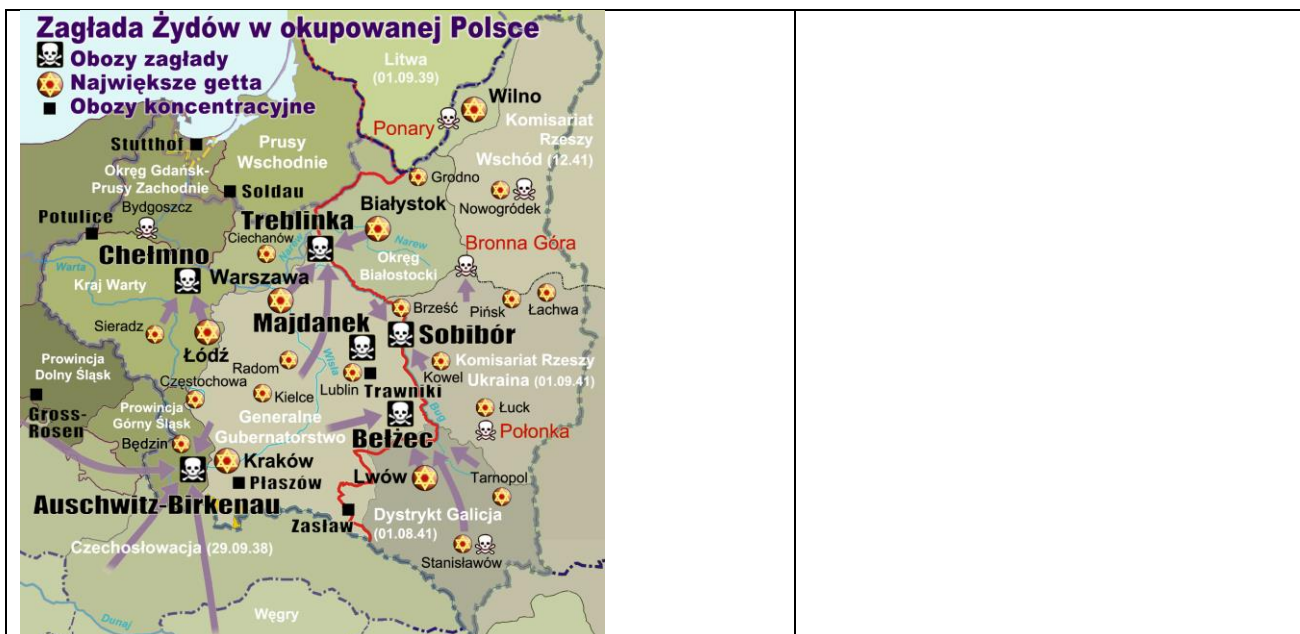 Zagłada Żydów w okupowanej Polsce
Obozy zagłady
Największe getta
Obozy koncentracyjne
Litwa
(01.09.39)
Wilno
Ponary
Komisariat
Rzeszy
Wschód (12.41)
Stutthof
Prusy
Wschodnie
Okręg Gdańsk-
Prusy Zachodnie
Soldau
Grodno
Nowogródek
Bydgoszcz
Białystok
Potulice
Treblinka
Ciechanów
Narew
Narew
Bronna Góra
Chełmno
Okręg
Białostocki
Warta
Kraj Warty
Warszawa
Brześć
Pińsk
Łachwa
Sieradz
Majdanek
Sobibór
Łódź
Prowincja
Dolny Śląsk
Radom
Wisła
Komisariat Rzeszy
Ukraina (01.09.41)
Kowel
Częstochowa
Kielce
Lublin
Trawniki
Gross-
Rosen
Prowincja
Górny Śląsk
Generalne
Gubernatorstwo
Bug
Łuck
Połonka
Będzin
Bełżec
Kraków
Płaszów
Lwów
Tarnopol
Auschwitz-Birkenau
Zasław
Dystrykt Galicja
(01.08.41)
Czechosłowacja (29.09.38)
Stanisławów
Węgry
Dunaj